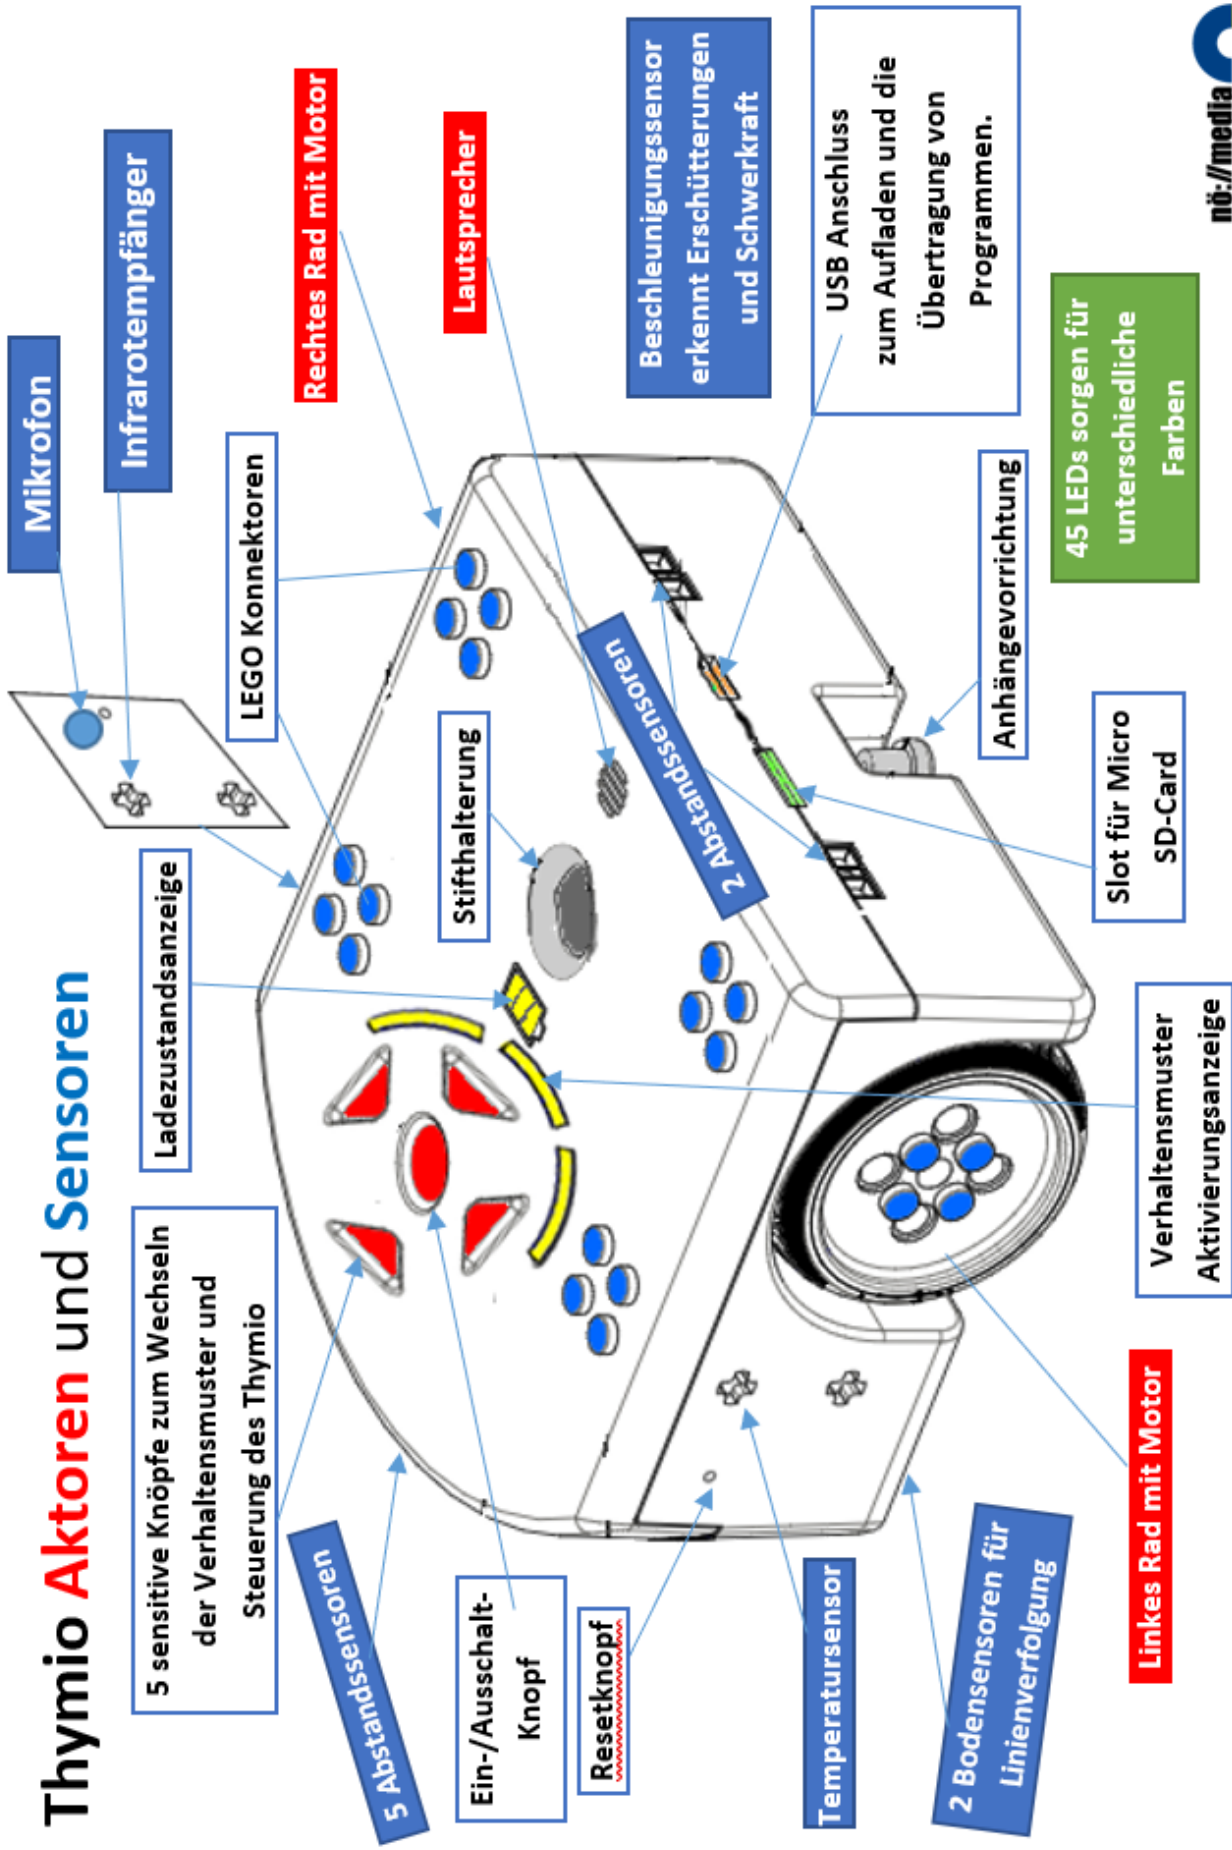 Thymio Aktoren und Sensoren
5 sensitive Knöpfe zum Wechseln
der Verhaltensmuster und
Steuerung des Thymio
Ladezustandsanzeige
Mikrofon
Infrarotempfänger
LEGO Konnektoren
Rechtes Rad mit Motor
Lautsprecher
Stifthalterung
5 Abstandssensoren
Ein-/Ausschalt-
Knopf
Resetknopf
Temperatursensor
2 Bodensensoren für
Linienverfolgung
Linkes Rad mit Motor
2 Abstandssensoren
Beschleunigungssensor
erkennt Erschütterungen
und Schwerkraft
USB Anschluss
zum Aufladen und die
Übertragung von
Programmen.
Anhängevorrichtung
Slot für Micro
SD-Card
Verhaltensmuster
Aktivierungsanzeige
45 LEDs sorgen für
unterschiedliche
Farben
nö://media